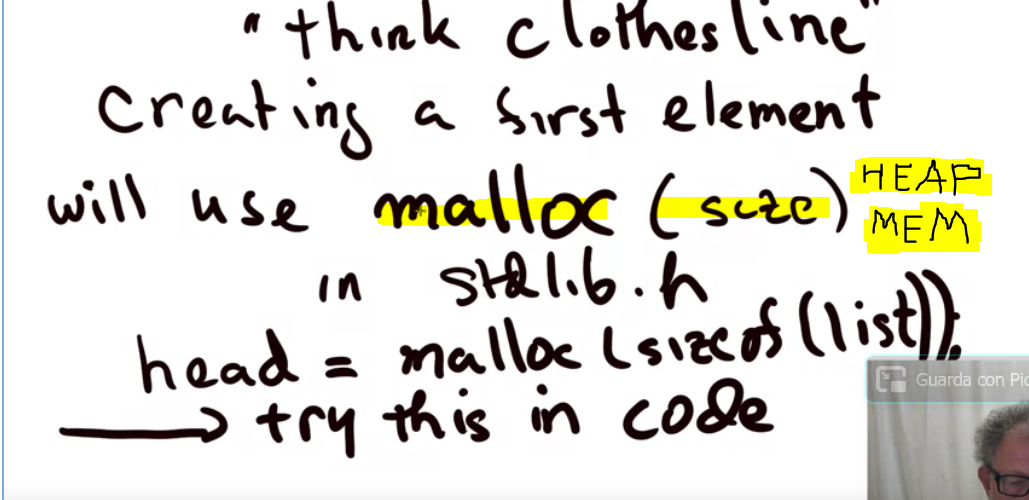 "think clothesline"
Creating a first element
will use malloc (size) HEAP MEM
in stdlib.h
head = malloc (sizeof (list));
→ try this in code
Guarda con Pic